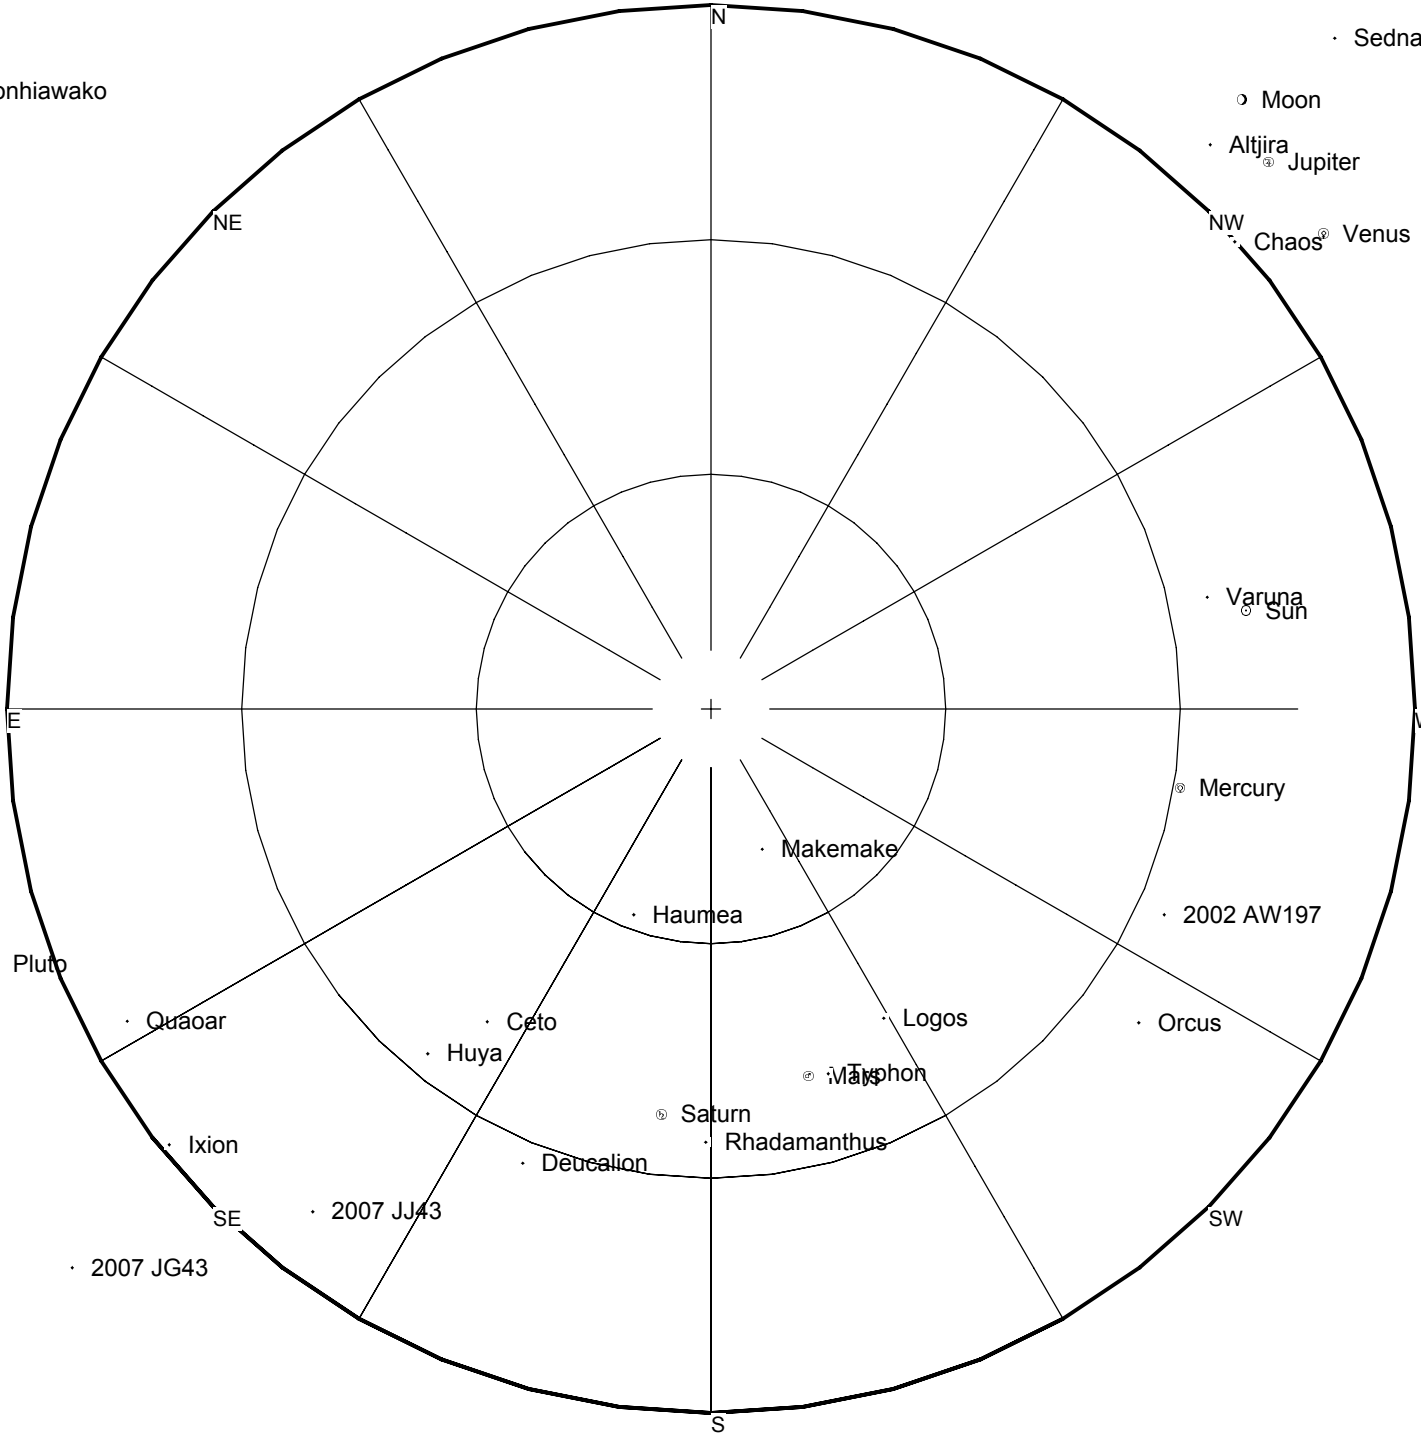 N
Sedna
onhiawako
Moon
Altjira
Jupiter
NE
NW
Chaos
Venus
Varuna
Sun
E
W
Mercury
Makemake
Haumea
2002 AW197
Pluto
Quaoar
Ceto
Logos
Orcus
Huya
Mars
Typhon
Saturn
Rhadamanthus
Ixion
Deucalion
SE
2007 JJ43
SW
2007 JG43
S